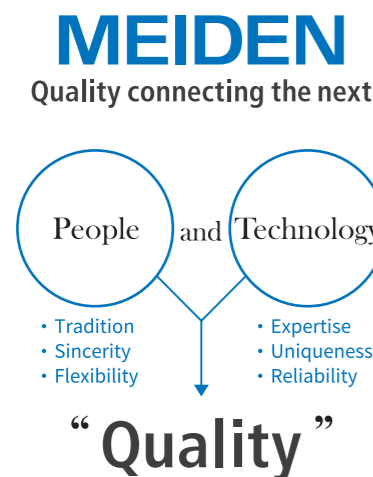 MEIDEN
Quality connecting the next
People and Technology
・Tradition
・Sincerity
・Flexibility
・Expertise
・Uniqueness
・Reliability
“Quality”